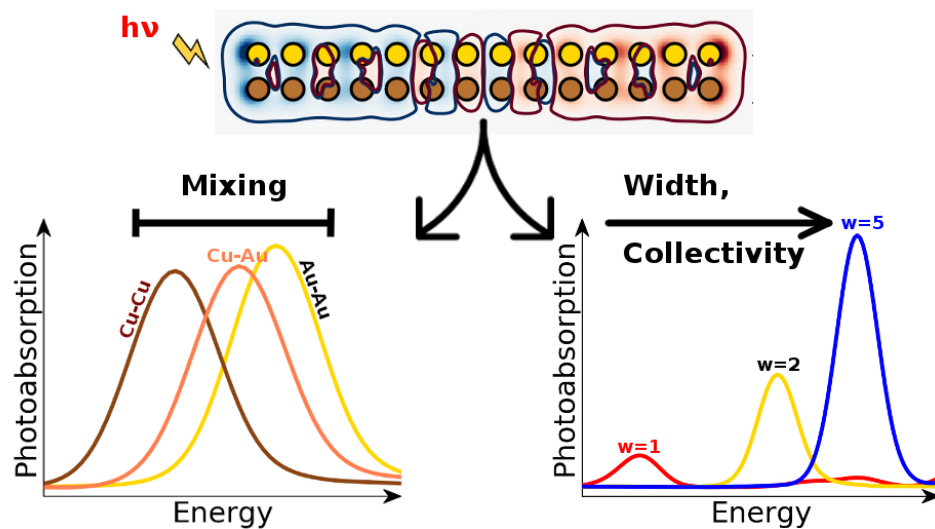 hν
Mixing
Width,
Collectivity
Photoabsorption
Cu-Cu
Cu-Au
Au-Au
Energy
Photoabsorption
w=1
w=2
w=5
Energy